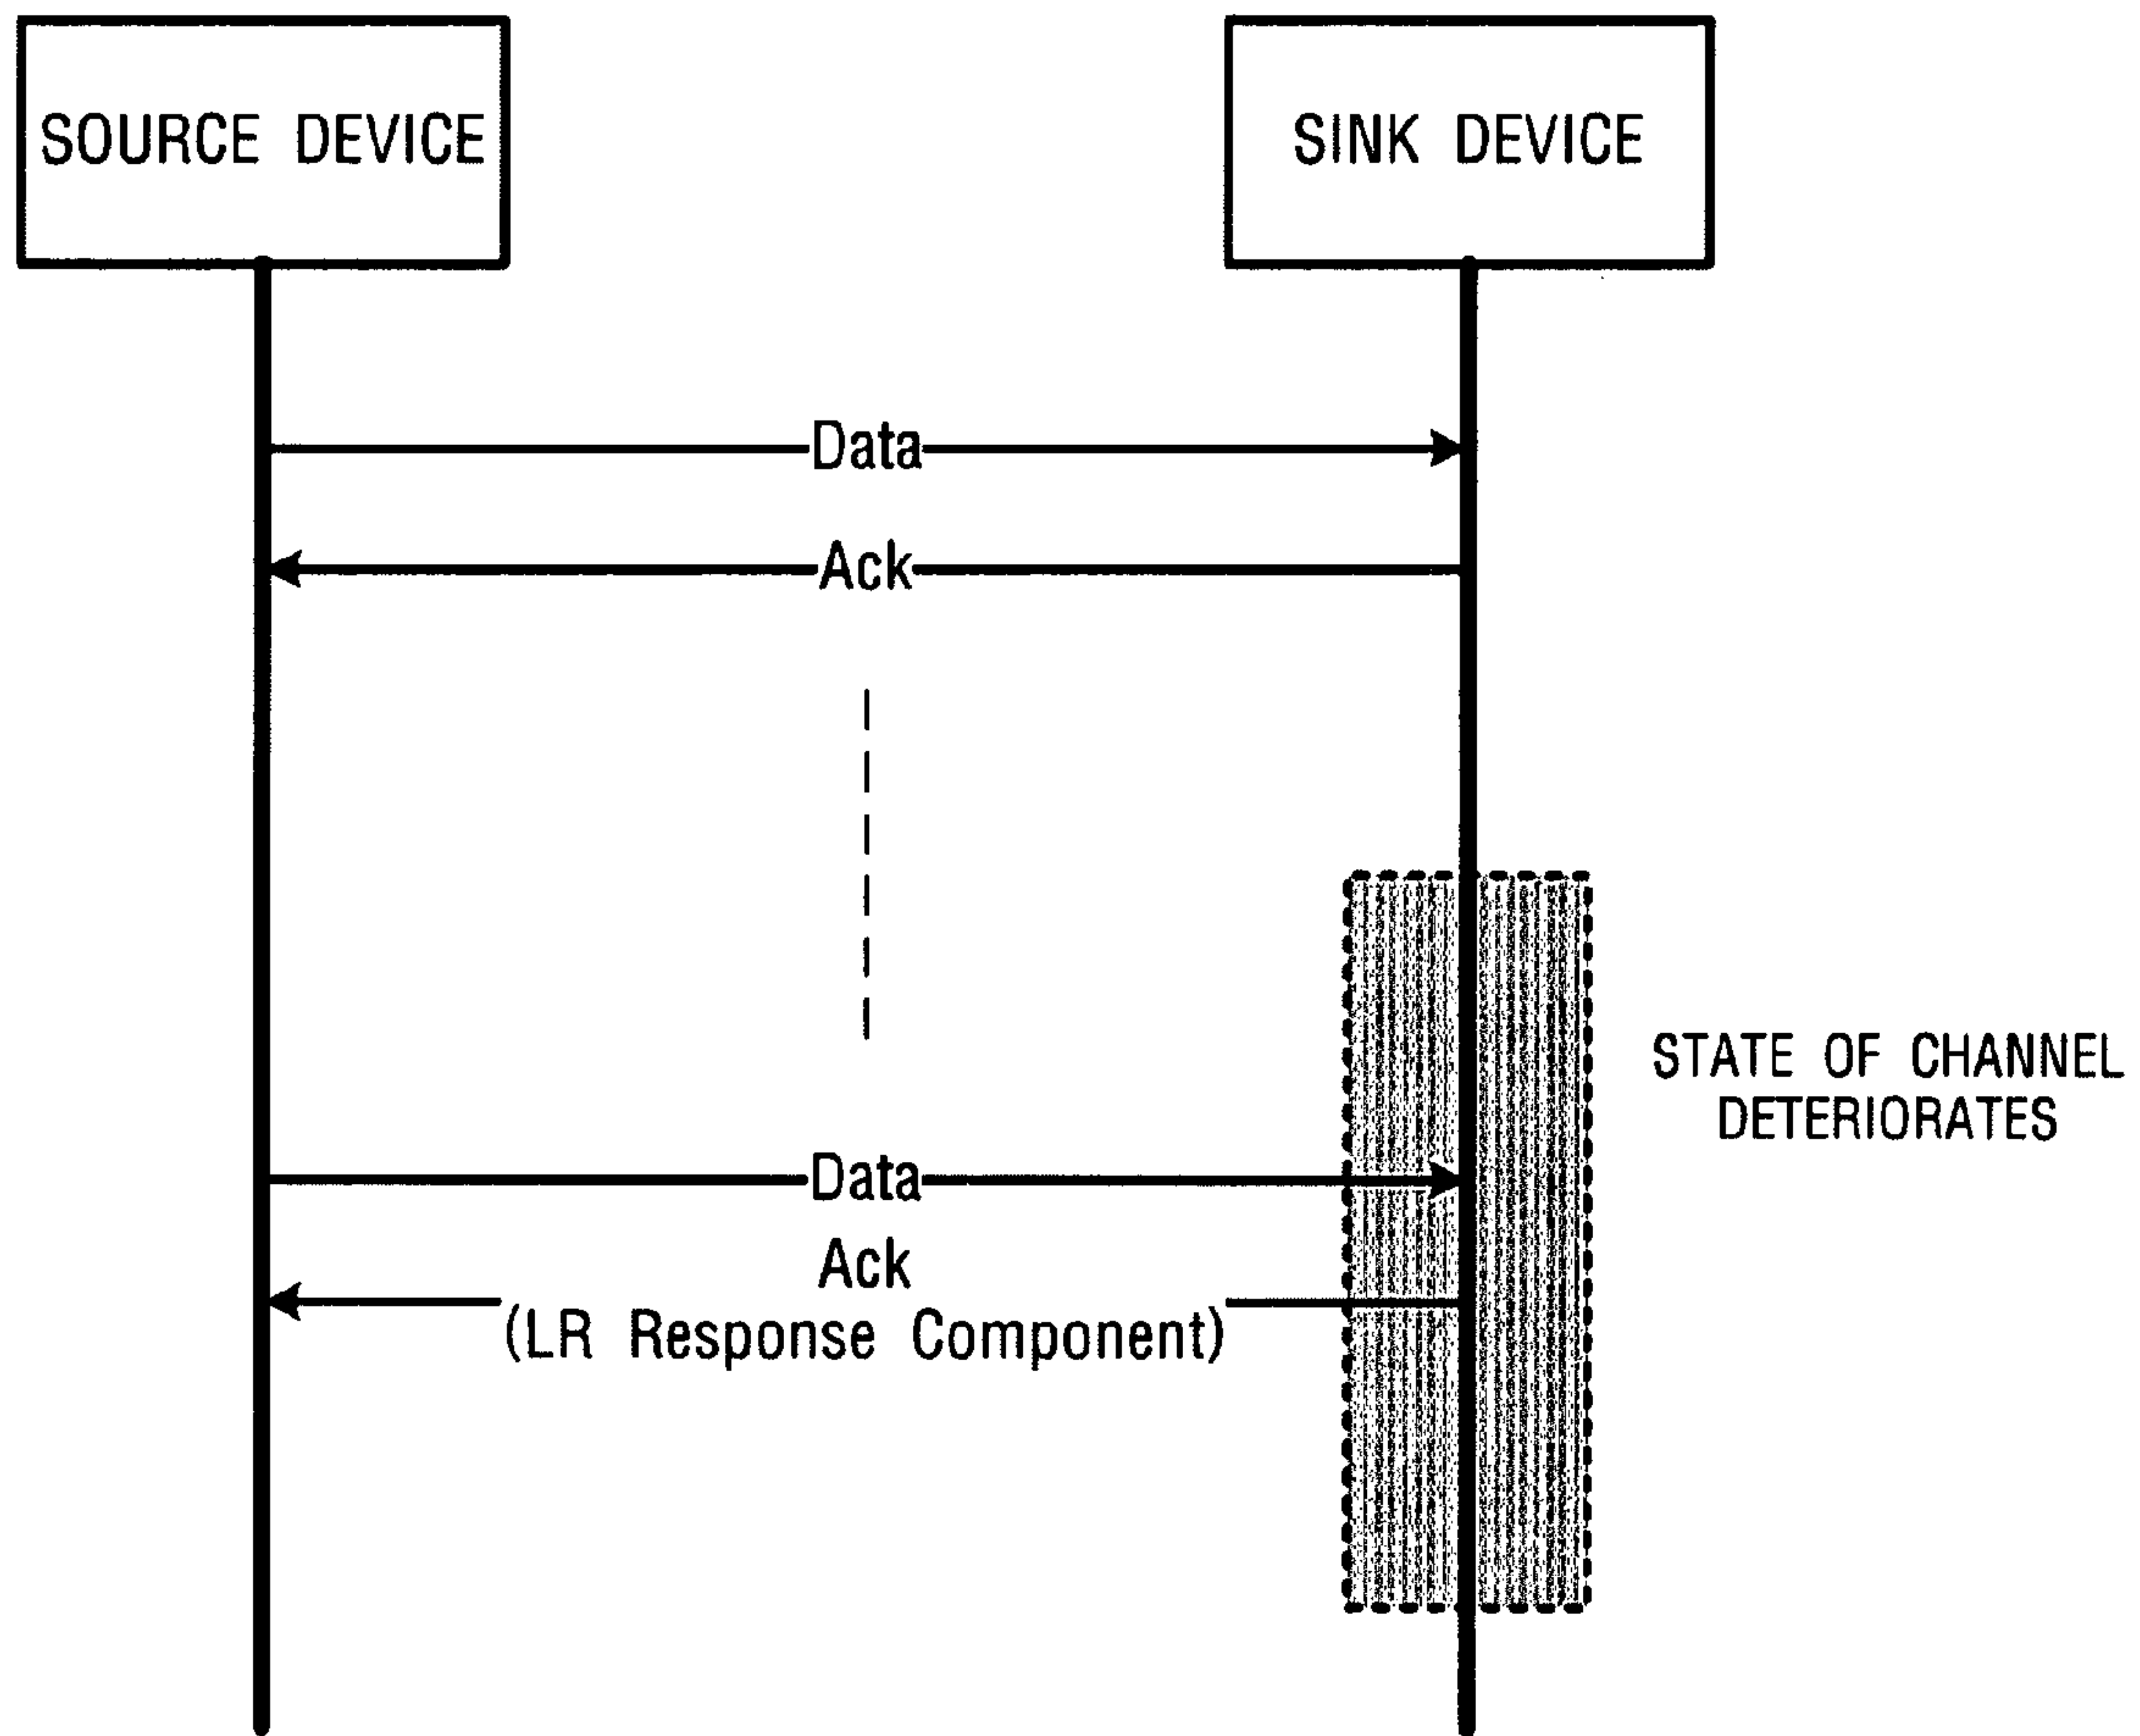 SOURCE DEVICE
SINK DEVICE
Data
Ack
STATE OF CHANNEL
DETERIORATES
Data
Ack
(LR Response Component)